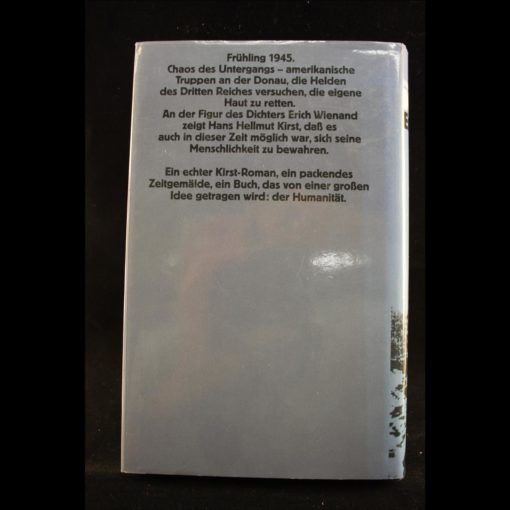 Frühling 1945.
Chaos des Untergangs – amerikanische
Truppen an der Donau, die Helden
des Dritten Reiches versuchen, die eigene
Haut zu retten.
An der Figur des Dichters Erich Wienand
zeigt Hans Hellmut Kirst, daß es
auch in dieser Zeit möglich war, sich seine
Menschlichkeit zu bewahren.
Ein echter Kirst-Roman, ein packendes
Zeitgemälde, ein Buch, das von einer großen
Idee getragen wird: der Humanität.